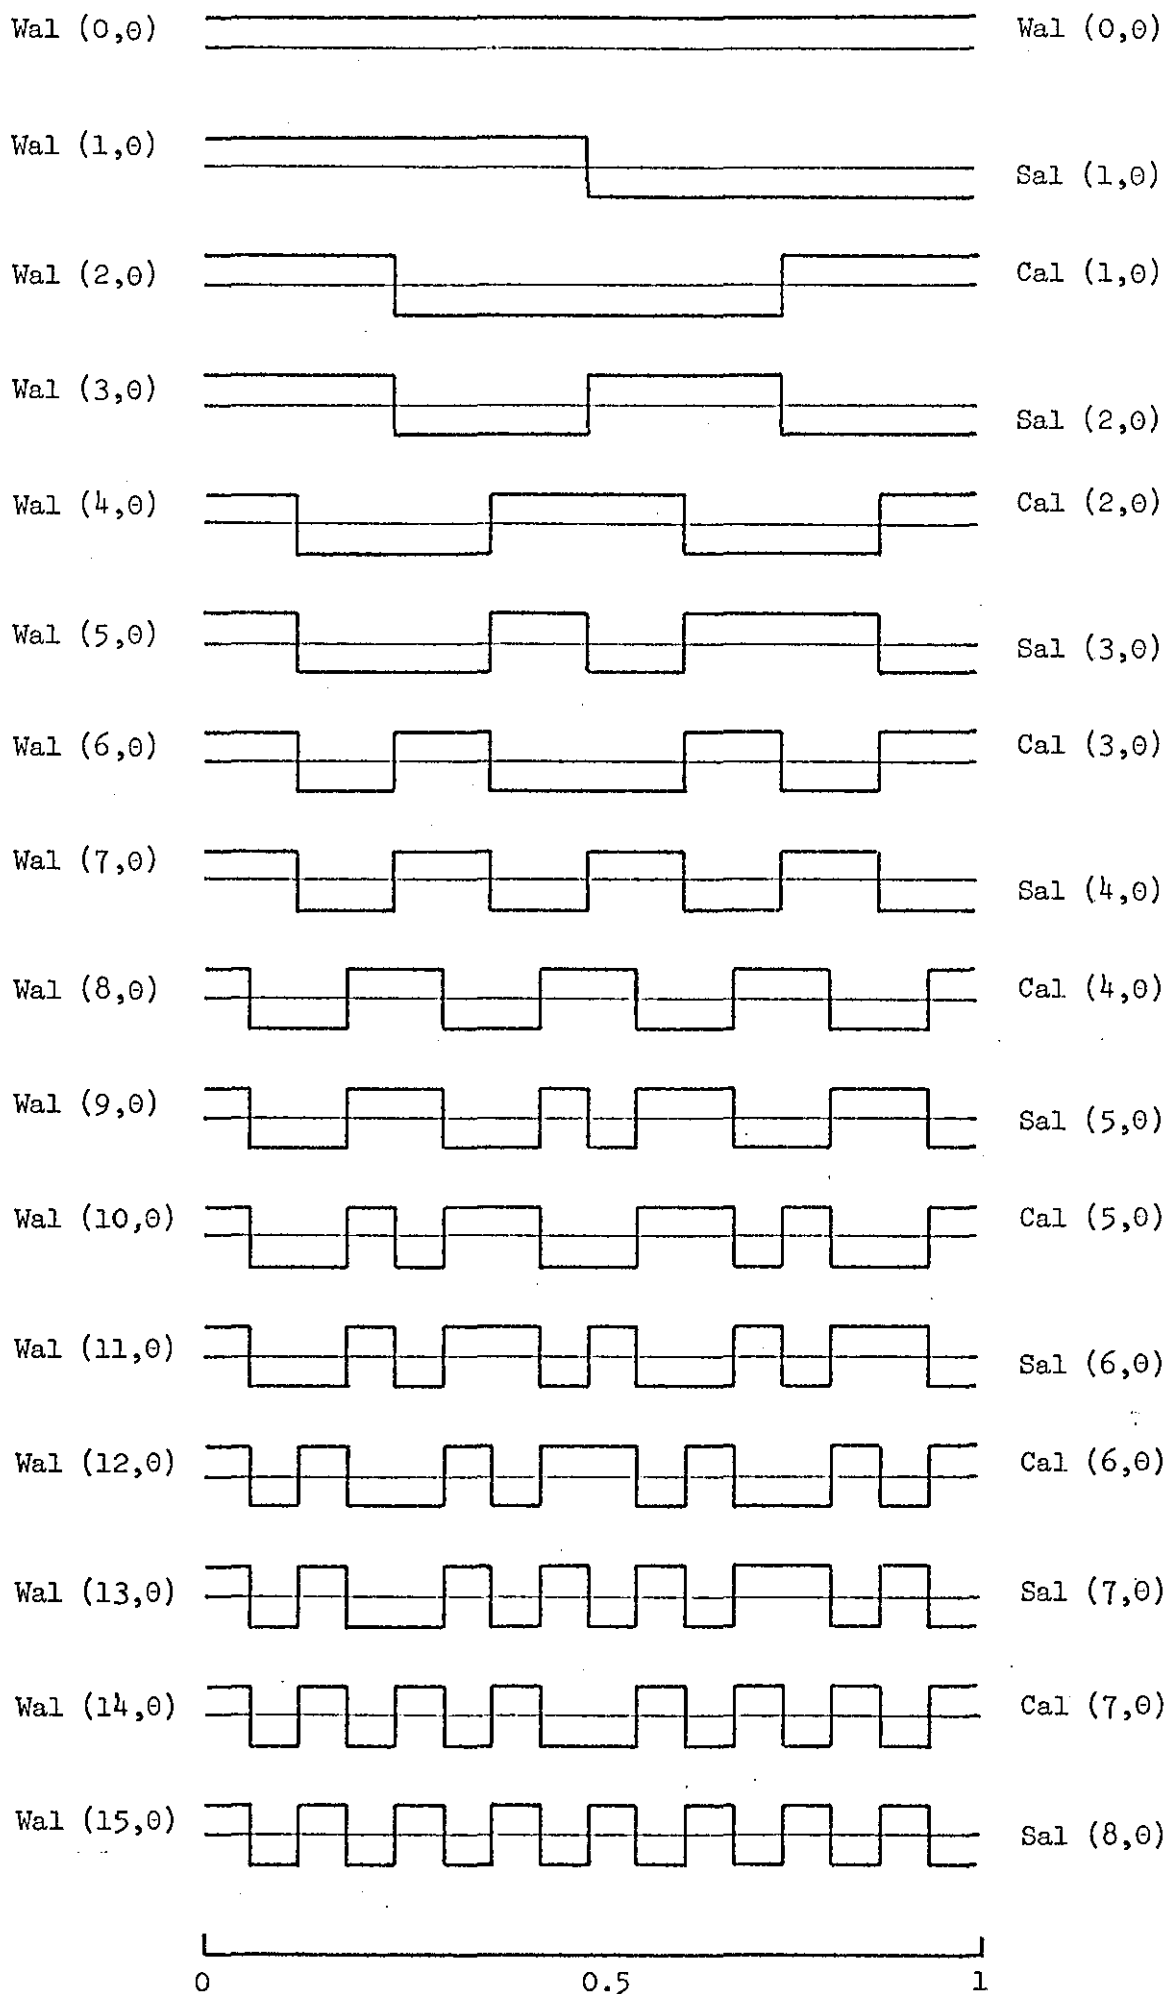 Wal (0,θ) Wal (0,θ)
Wal (1,θ) Sal (1,θ)
Wal (2,θ) Cal (1,θ)
Wal (3,θ) Sal (2,θ)
Wal (4,θ) Cal (2,θ)
Wal (5,θ) Sal (3,θ)
Wal (6,θ) Cal (3,θ)
Wal (7,θ) Sal (4,θ)
Wal (8,θ) Cal (4,θ)
Wal (9,θ) Sal (5,θ)
Wal (10,θ) Cal (5,θ)
Wal (11,θ) Sal (6,θ)
Wal (12,θ) Cal (6,θ)
Wal (13,θ) Sal (7,θ)
Wal (14,θ) Cal (7,θ)
Wal (15,θ) Sal (8,θ)
0 0.5 1